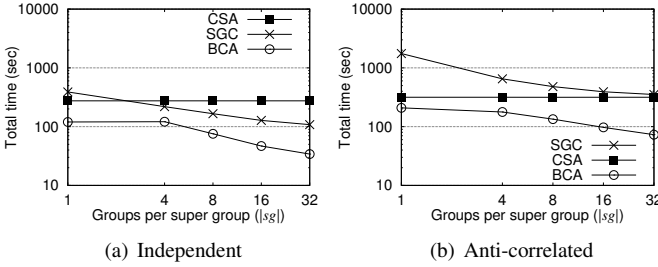 10000
1000
100
10
Total time (sec)
CSA
SGC
BCA
1
4
8
16
32
Groups per super group (|sg|)
(a) Independent
10000
1000
100
10
Total time (sec)
SGC
CSA
BCA
1
4
8
16
32
Groups per super group (|sg|)
(b) Anti-correlated